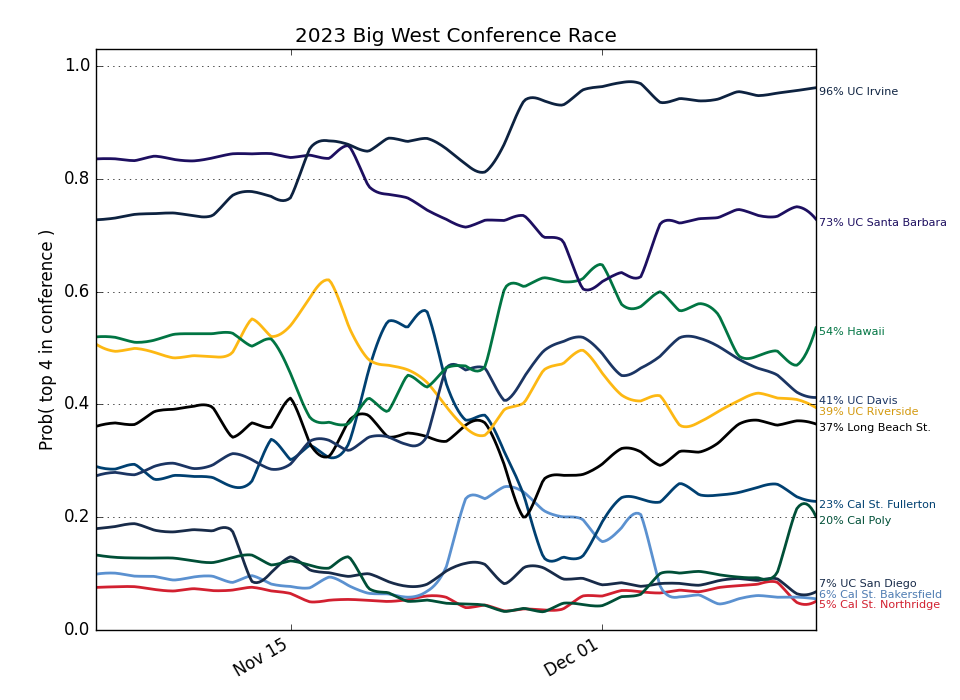 2023 Big West Conference Race
Prob( top 4 in conference )
1.0
0.8
0.6
0.4
0.2
0.0
Nov 15
Dec 01
96% UC Irvine
73% UC Santa Barbara
54% Hawaii
41% UC Davis
39% UC Riverside
37% Long Beach St.
23% Cal St. Fullerton
20% Cal Poly
7% UC San Diego
6% Cal St. Bakersfield
5% Cal St. Northridge